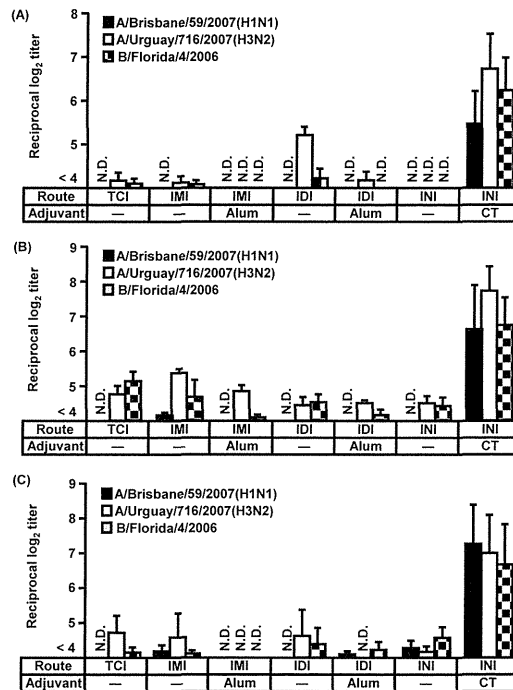 (A)
A/Brisbane/59/2007(H1N1)
A/Urguay/716/2007(H3N2)
B/Florida/4/2006
Reciprocal log2 titer
8
7
6
5
< 4
N.D. N.D. N.D. N.D. N.D. N.D. N.D. N.D. N.D. N.D. N.D.
Route TCI IMI IMI IDI IDI INI INI
Adjuvant — — Alum — Alum — CT
(B)
A/Brisbane/59/2007(H1N1)
A/Urguay/716/2007(H3N2)
B/Florida/4/2006
Reciprocal log2 titer
9
8
7
6
5
< 4
N.D. N.D. N.D. N.D. N.D.
Route TCI IMI IMI IDI IDI INI INI
Adjuvant — — Alum — Alum — CT
(C)
A/Brisbane/59/2007(H1N1)
A/Urguay/716/2007(H3N2)
B/Florida/4/2006
Reciprocal log2 titer
9
8
7
6
5
< 4
N.D. N.D. N.D. N.D. N.D. N.D.
Route TCI IMI IMI IDI IDI INI INI
Adjuvant — — Alum — Alum — CT